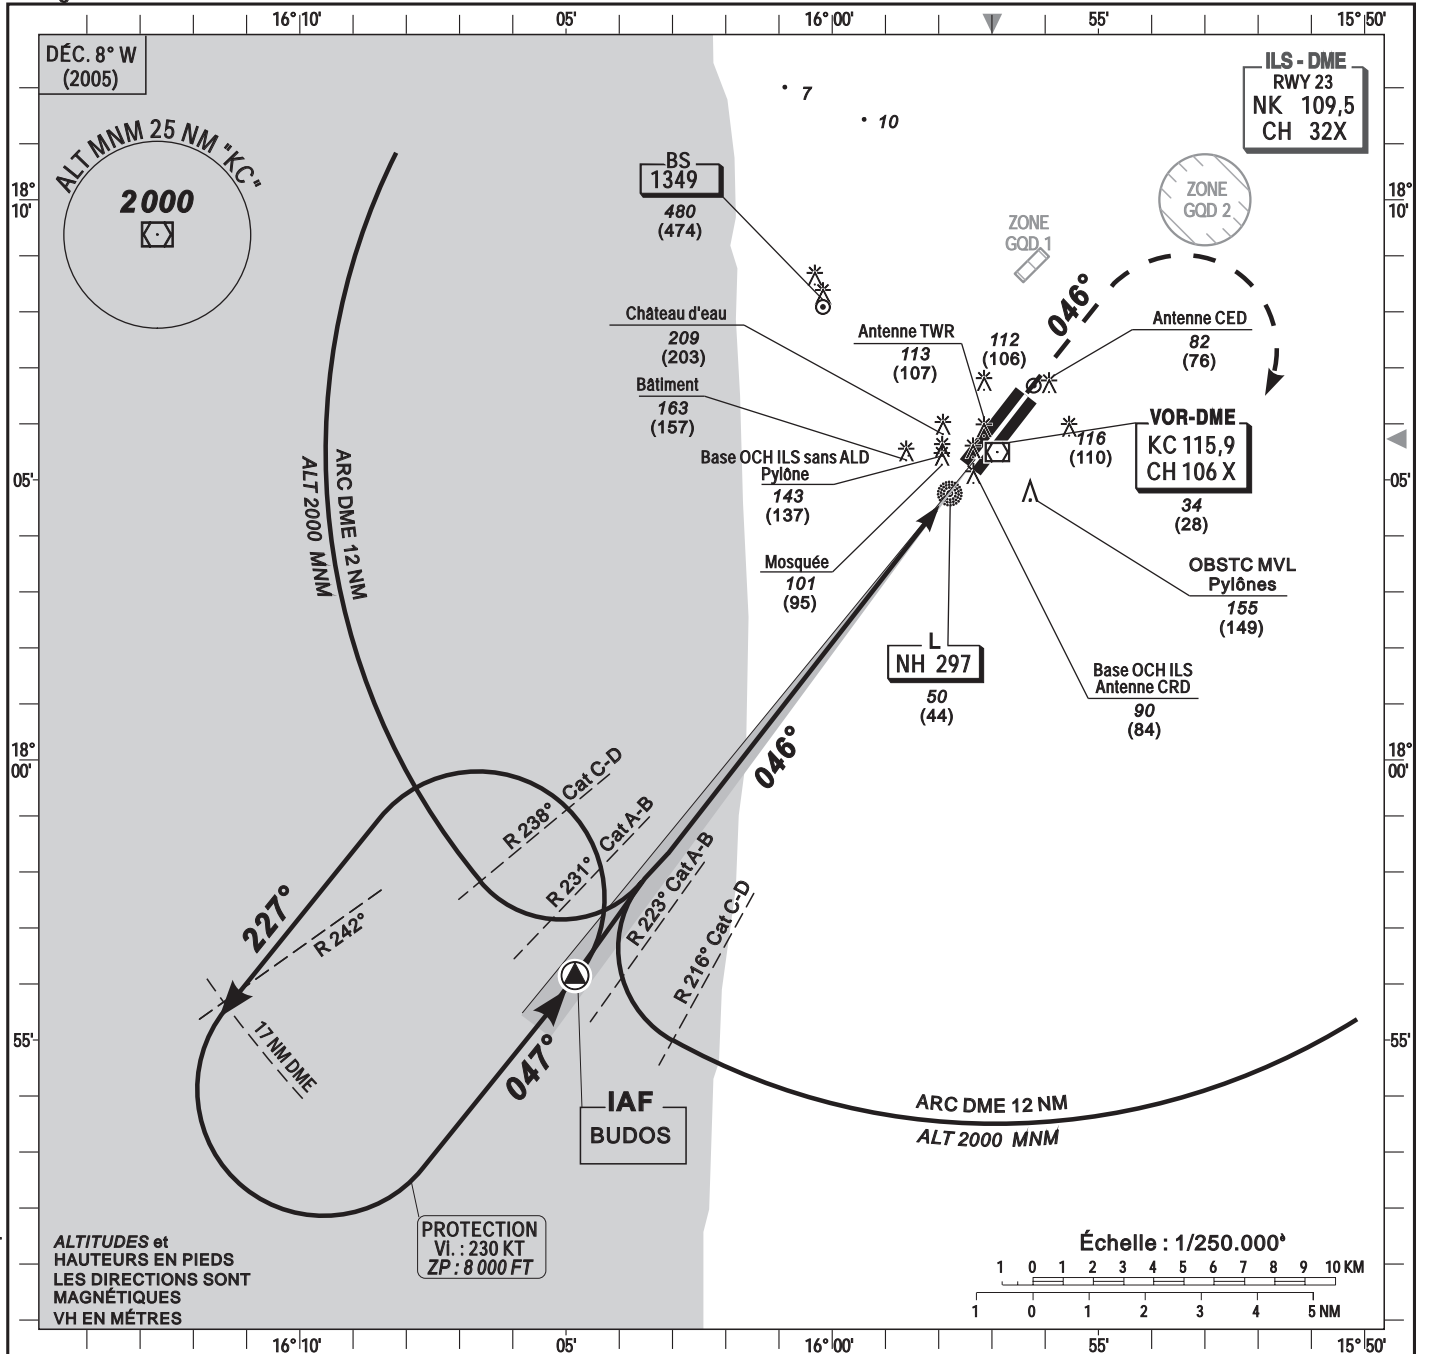 16°10' 05' 16°00' 55' 15°50'
DÉC. 8° W
(2005)
ILS - DME
RWY 23
NK 109,5
CH 32X
ALT MNM 25 NM "KC"
2000
7
10
BS
1349
480
(474)
18°
10'
18°
10'
ZONE
GQD 2
ZONE
GQD 1
046°
Château d'eau
209
(203)
Antenne TWR
113
(107)
112
(106)
Antenne CED
82
(76)
Bâtiment
163
(157)
VOR-DME
KC 115,9
CH 106 X
34
(28)
116
(110)
Base OCH ILS sans ALD
Pylône
143
(137)
05'
05'
ARC DME 12 NM
ALT 2000 MNM
Mosquée
101
(95)
OBSTC MVL
Pylônes
155
(149)
L
NH 297
50
(44)
Base OCH ILS
Antenne CRD
90
(84)
046°
18°
00'
18°
00'
R 238° Cat C-D
R 231° Cat A-B
R 223° Cat A-B
R 216° Cat C-D
227°
R 242°
17 NM DME
047°
55'
55'
IAF
BUDOS
ARC DME 12 NM
ALT 2000 MNM
PROTECTION
VI. : 230 KT
ZP : 8 000 FT
ALTITUDES et
HAUTEURS EN PIEDS
LES DIRECTIONS SONT
MAGNÉTIQUES
VH EN MÉTRES
Échelle : 1/250.000è
1 0 1 2 3 4 5 6 7 8 9 10 KM
1 0 1 2 3 4 5 NM
16°10' 05' 16°00' 55' 15°50'